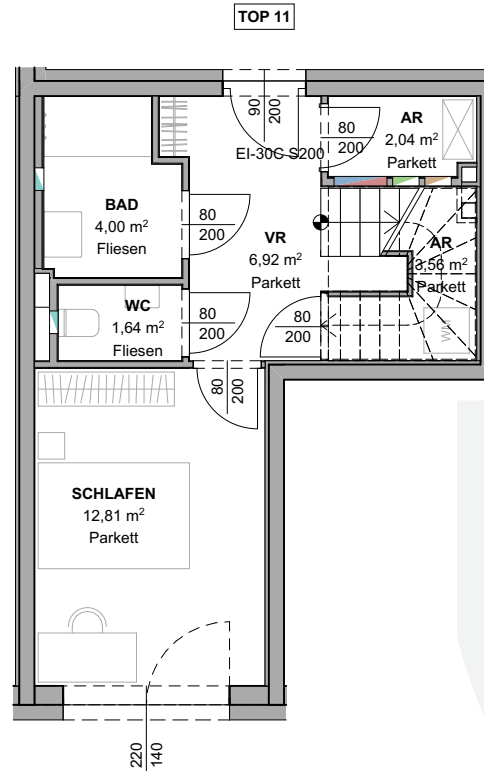 TOP 11
90
200
EI-30C S200
80
200
AR
2,04 m²
Parkett
BAD
4,00 m²
Fliesen
80
200
VR
6,92 m²
Parkett
AR
3,56 m²
Parkett
WC
1,64 m²
Fliesen
80
200
80
200
WM
80
200
SCHLAFEN
12,81 m²
Parkett
220
140